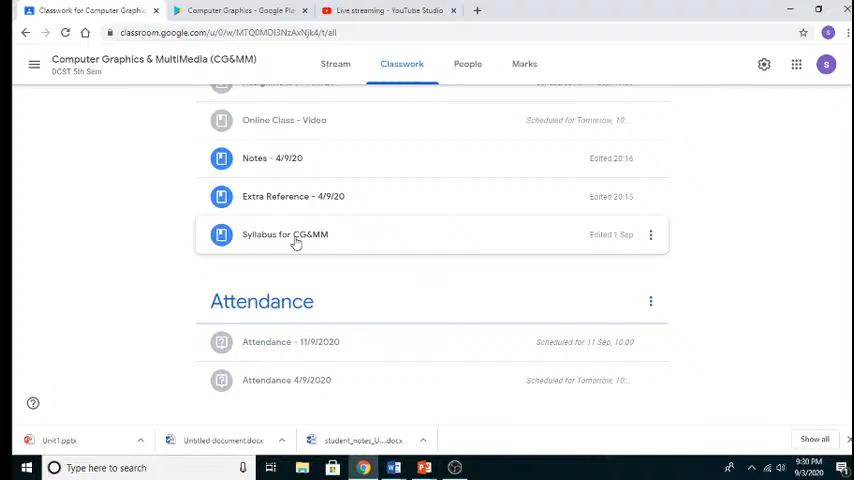 Classwork for Computer Graphic
Computer Graphics - Google Pla
Live streaming - YouTube Studio
classroom.google.com/u/0/w/MTQ0MDI3NzAxNjk4/t/all
Computer Graphics & MultiMedia (CG&MM)
DCST 5th Sem
Stream
Classwork
People
Marks
Online Class - Video
Scheduled for Tomorrow, 10:...
Notes - 4/9/20
Edited 20:16
Extra Reference - 4/9/20
Edited 20:15
Syllabus for CG&MM
Edited 1 Sep
Attendance
Attendance - 11/9/2020
Scheduled for 11 Sep, 10:00
Attendance 4/9/2020
Scheduled for Tomorrow, 10:..
Unit1.pptx
Untitled document.docx
student_notes_U....docx
Show all
Type here to search
9:30 PM
9/3/2020